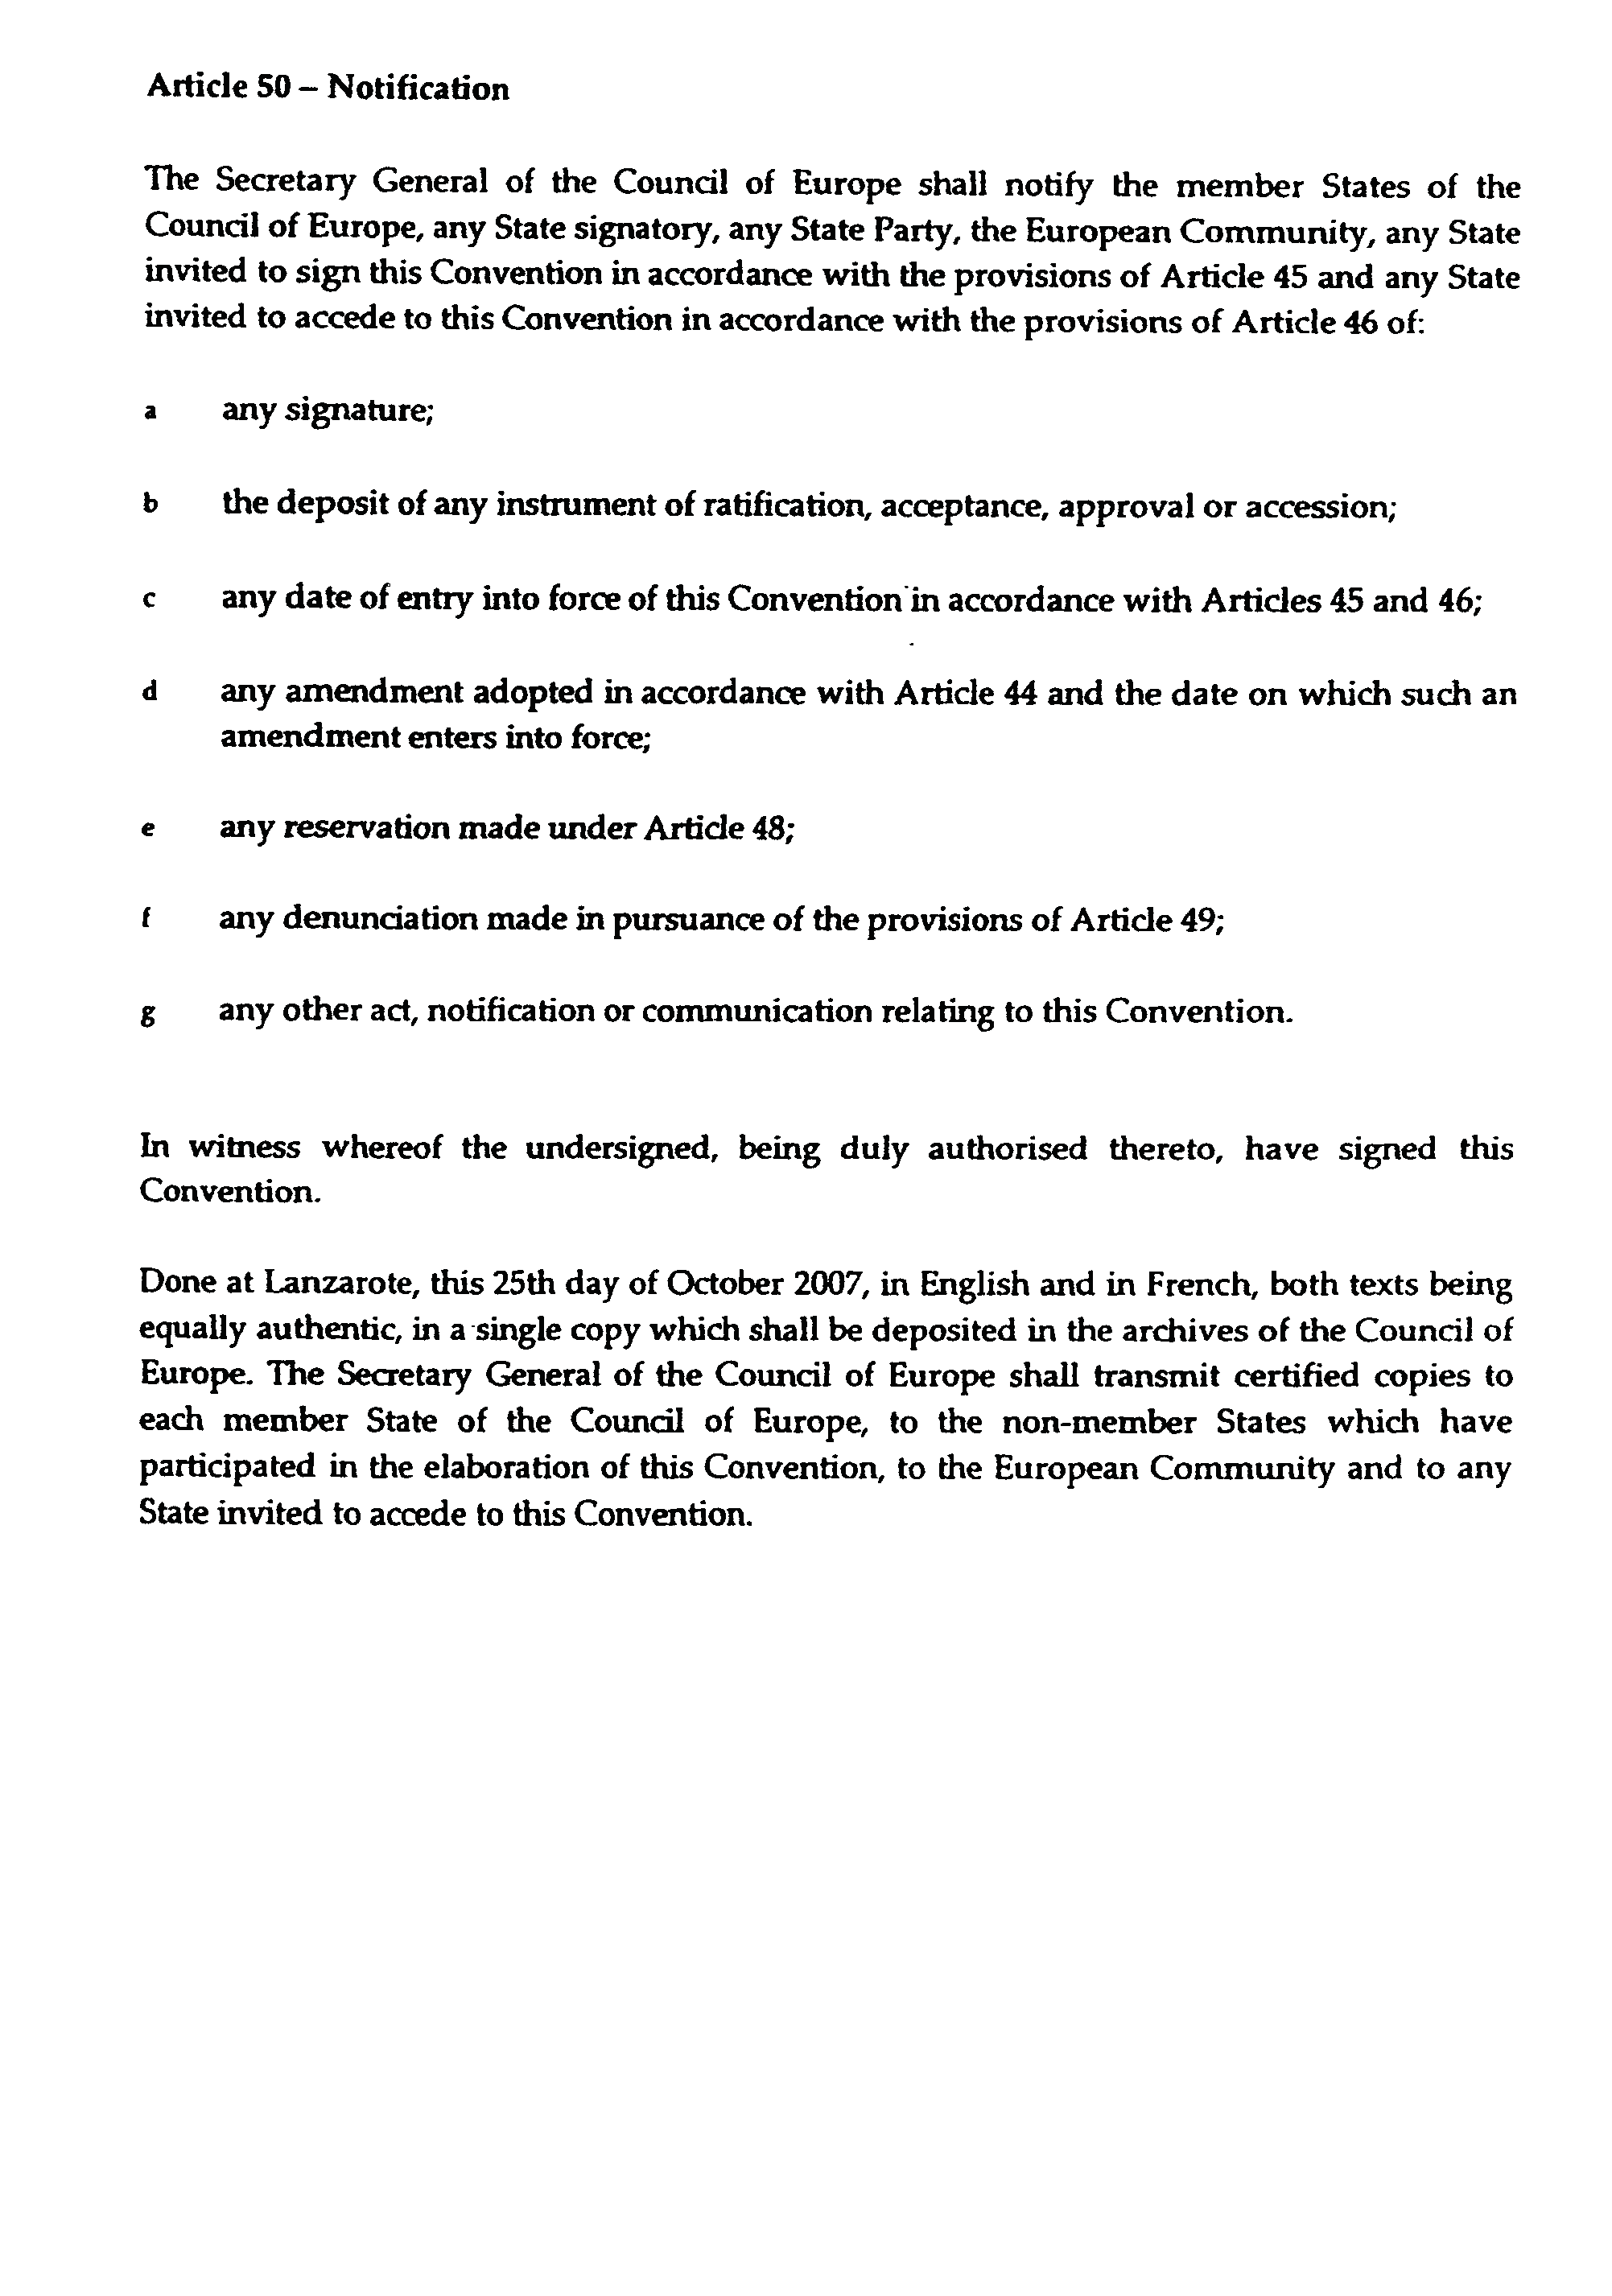 Article 50 – Notification
The Secretary General of the Council of Europe shall notify the member States of the
Council of Europe, any State signatory, any State Party, the European Community, any State
invited to sign this Convention in accordance with the provisions of Article 45 and any State
invited to accede to this Convention in accordance with the provisions of Article 46 of:
a any signature;
b the deposit of any instrument of ratification, acceptance, approval or accession;
c any date of entry into force of this Convention in accordance with Articles 45 and 46;
d any amendment adopted in accordance with Article 44 and the date on which such an
amendment enters into force;
e any reservation made under Article 48;
f any denunciation made in pursuance of the provisions of Article 49;
g any other act, notification or communication relating to this Convention.
In witness whereof the undersigned, being duly authorised thereto, have signed this
Convention.
Done at Lanzarote, this 25th day of October 2007, in English and in French, both texts being
equally authentic, in a single copy which shall be deposited in the archives of the Council of
Europe. The Secretary General of the Council of Europe shall transmit certified copies to
each member State of the Council of Europe, to the non-member States which have
participated in the elaboration of this Convention, to the European Community and to any
State invited to accede to this Convention.